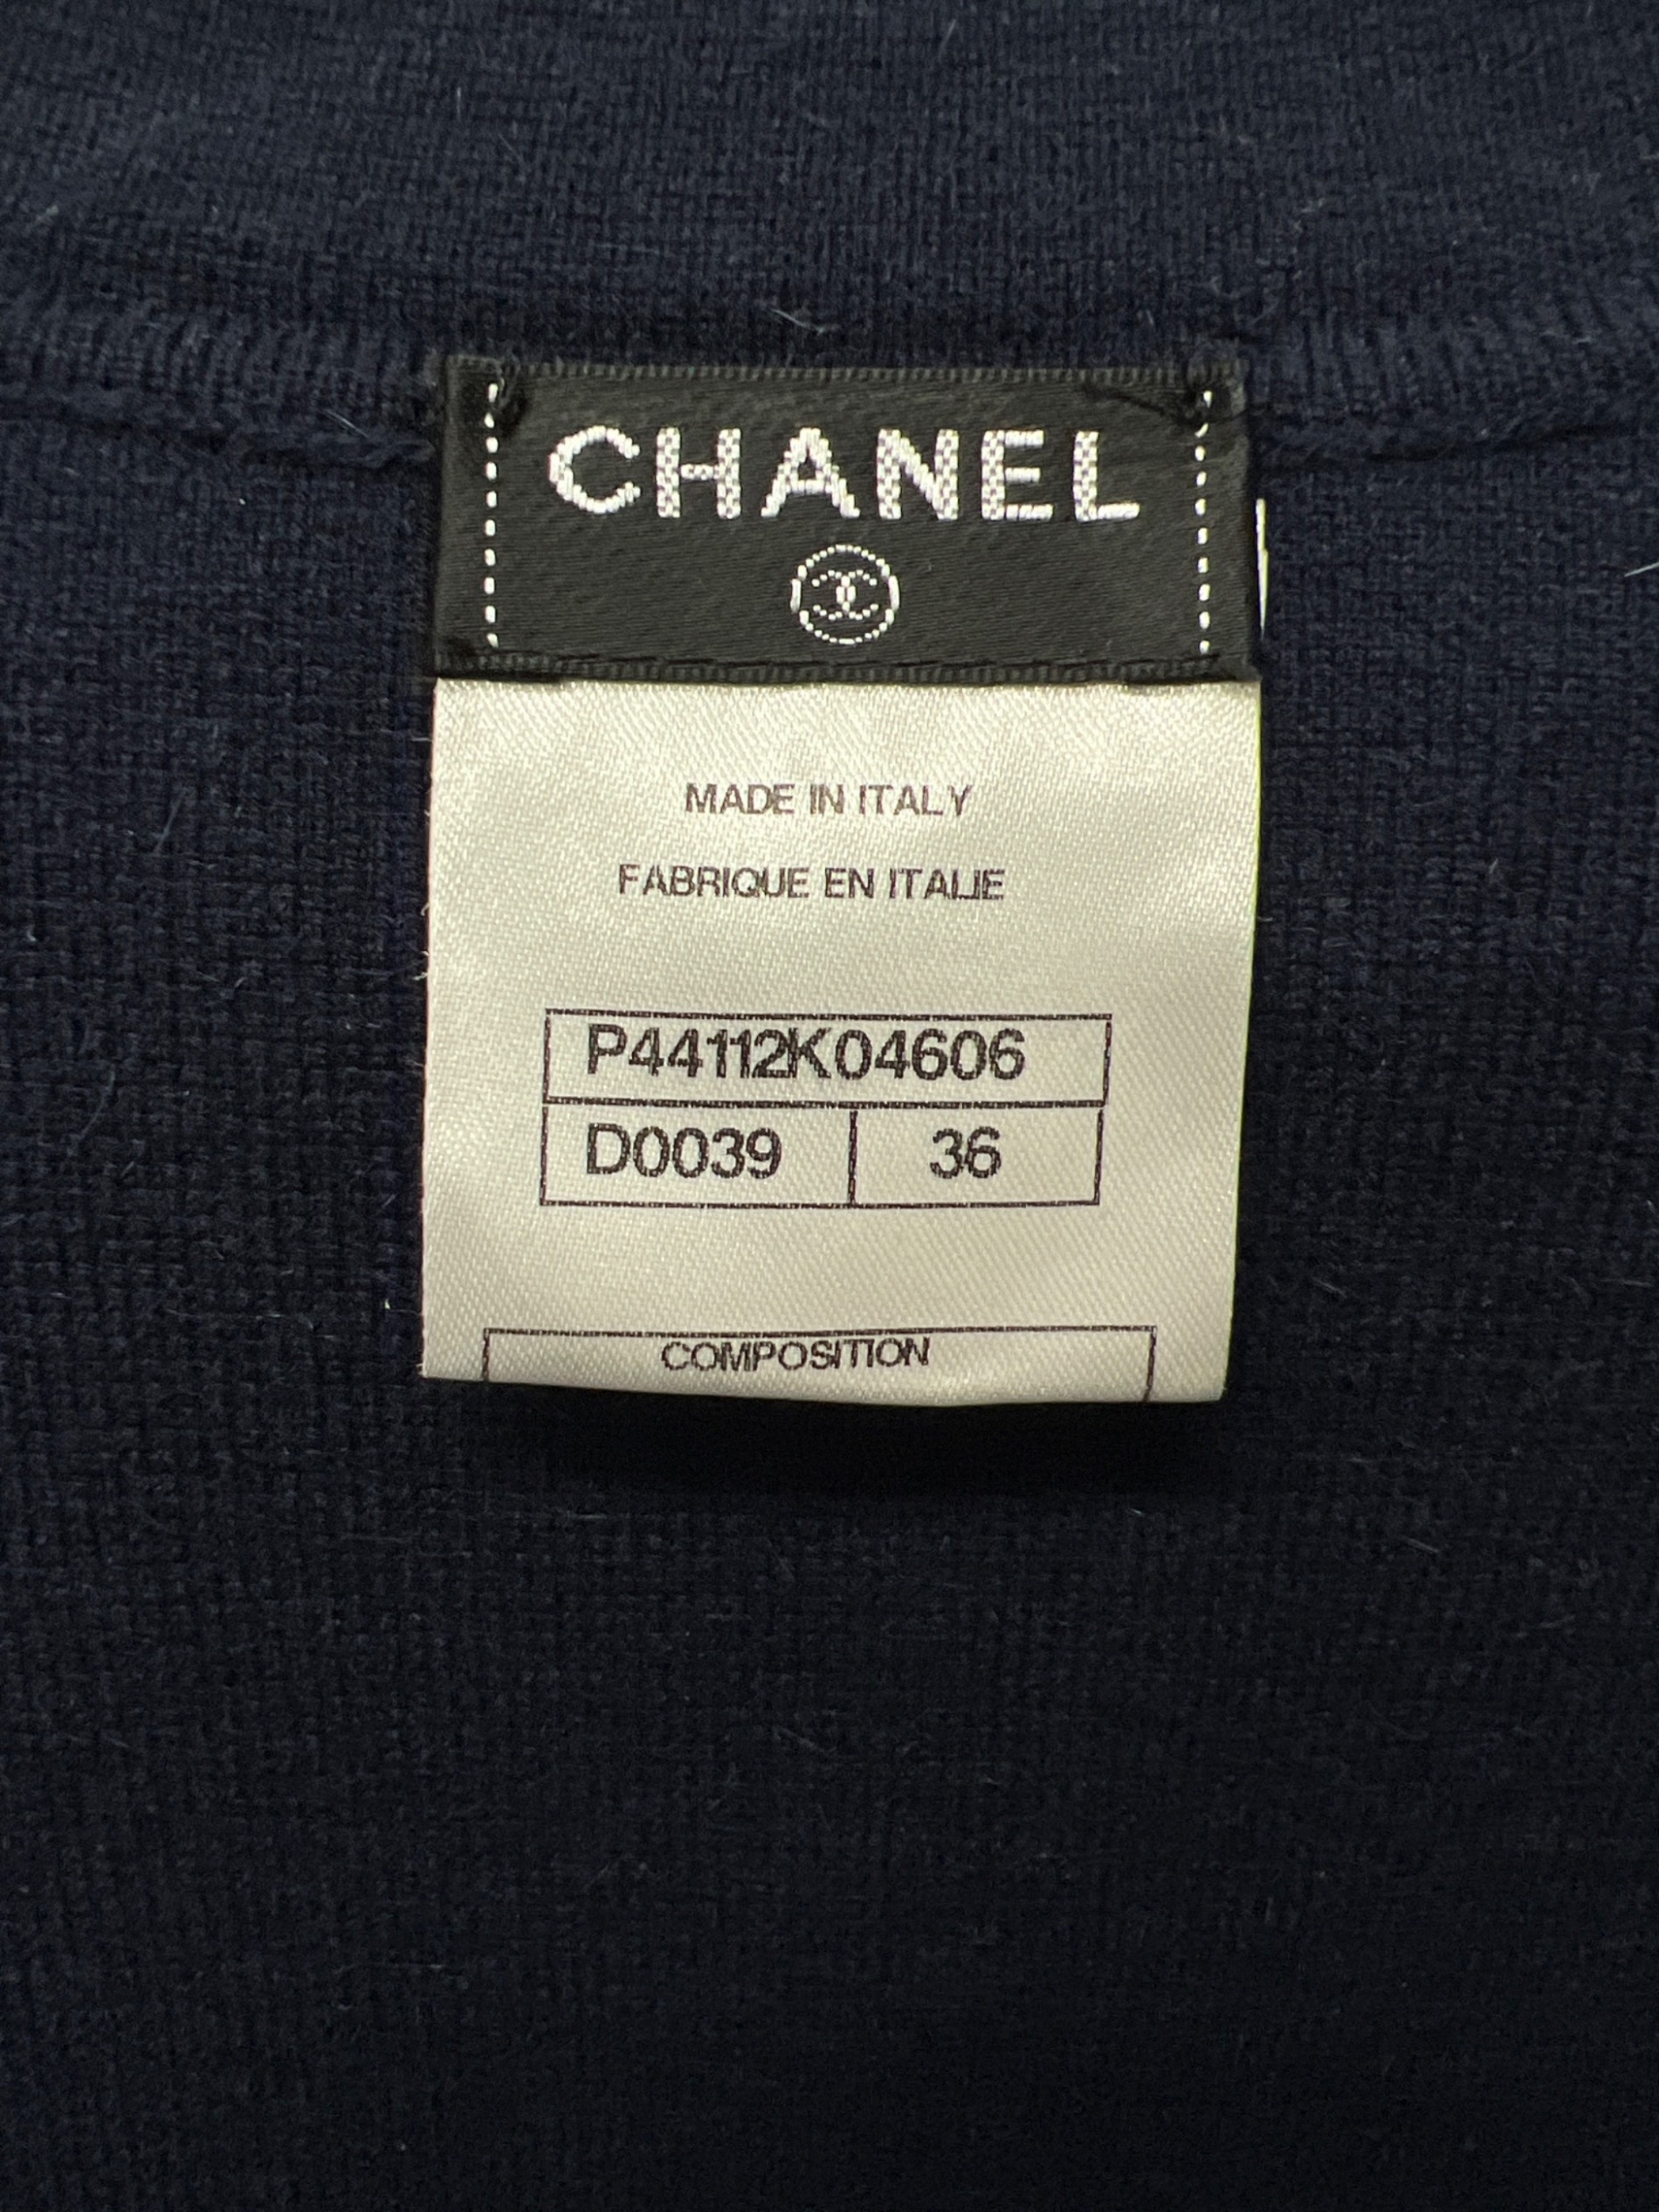 CHANEL
MADE IN ITALY
FABRIQUE EN ITALIE
P44112K04606
D0039 36
COMPOSITION